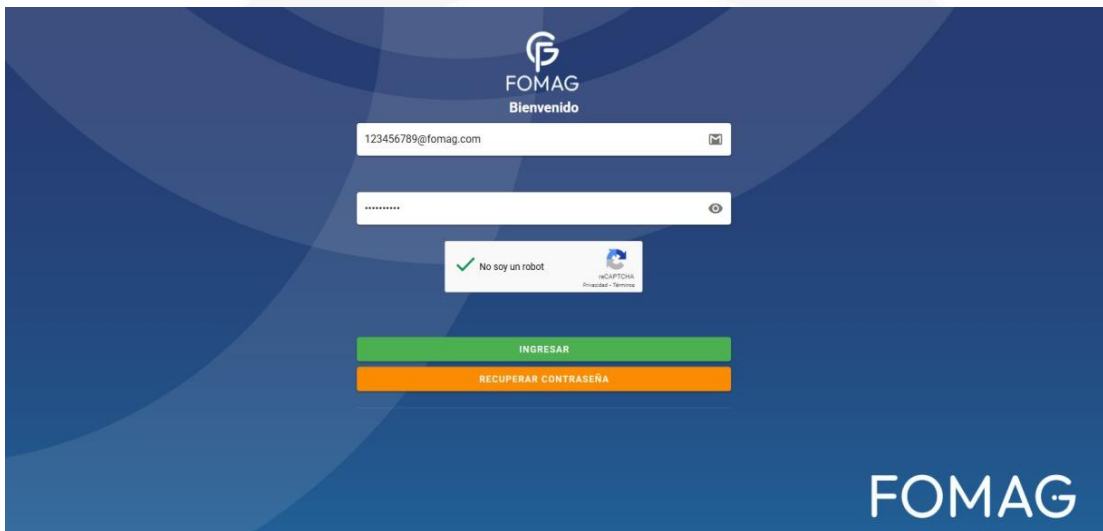 FOMAG
Bienvenido
123456789@fomag.com
••••••••••
No soy un robot
reCAPTCHA
Privacidad - Términos
INGRESAR
RECUPERAR CONTRASEÑA
FOMAG